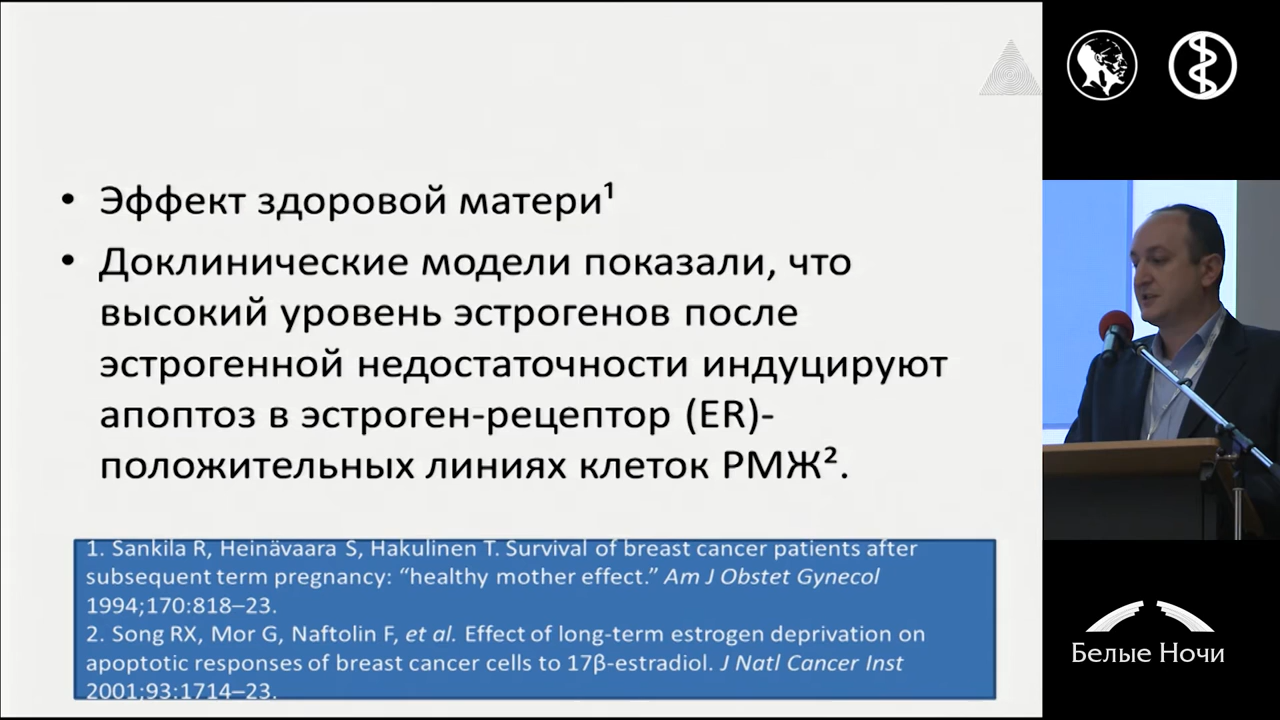 • Эффект здоровой матери¹
• Доклинические модели показали, что
высокий уровень эстрогенов после
эстрогенной недостаточности индуцируют
апоптоз в эстроген-рецептор (ER)-
положительных линиях клеток РМЖ².
1. Sankila R, Heinävaara S, Hakulinen T. Survival of breast cancer patients after
subsequent term pregnancy: “healthy mother effect.” Am J Obstet Gynecol
1994;170:818–23.
2. Song RX, Mor G, Naftolin F, et al. Effect of long-term estrogen deprivation on
apoptotic responses of breast cancer cells to 17β-estradiol. J Natl Cancer Inst
2001;93:1714–23.
Белые Ночи